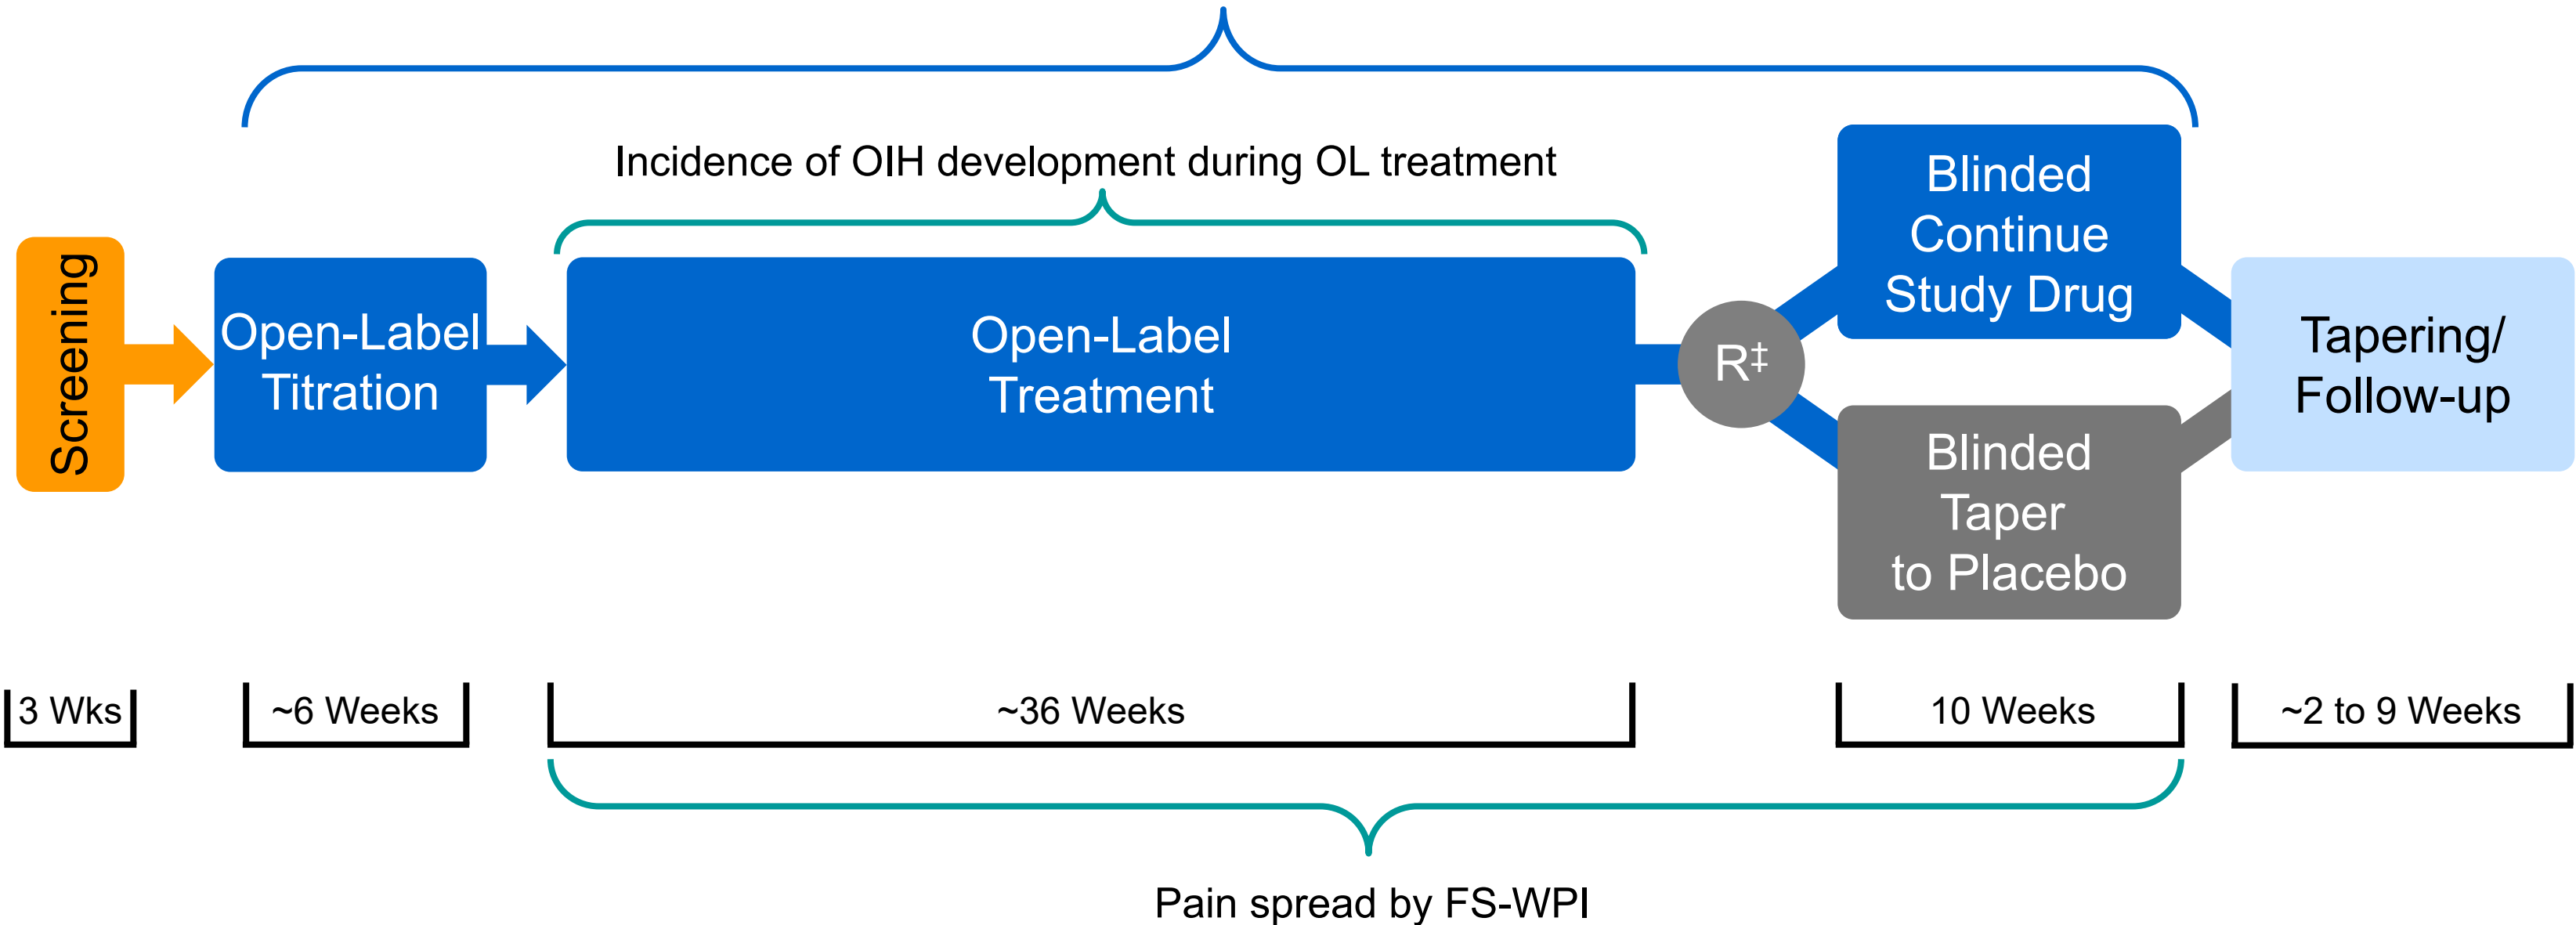 Incidence of OIH development during OL treatment
Screening
Open-Label
Titration
Open-Label
Treatment
R‡
Blinded
Continue
Study Drug
Blinded
Taper
to Placebo
Tapering/
Follow-up
3 Wks
~6 Weeks
~36 Weeks
10 Weeks
~2 to 9 Weeks
Pain spread by FS-WPI